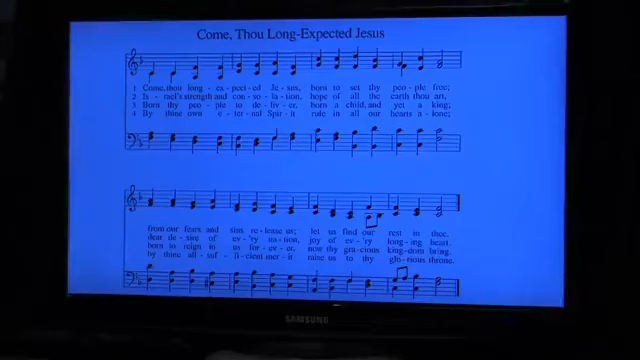 Come, Thou Long-Expected Jesus
1 Come, thou long - ex - pect - ed Je - sus, born to set thy peo - ple free;
2 Is - rael's strength and con - so - la - tion, hope of all the earth thou art,
3 Born thy peo - ple to de - liv - er, born a child, and yet a king;
4 By thine own e - ter - nal Spir - it rule in all our hearts a - lone;
from our fears and sins re - lease us; let us find our rest in thee.
dear de - sire of ev - 'ry na - tion, joy of ev - 'ry long - ing heart.
born to reign in us for - ev - er, now thy gra - cious king - dom bring.
by thine all - suf - fi - cient mer - it raise us to thy glo - rious throne.
SAMSUNG